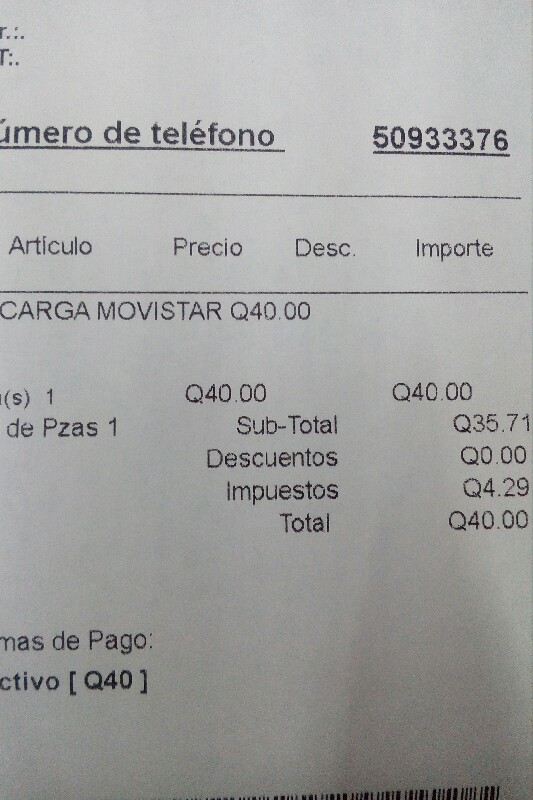 r.:.
T:.
úmero de teléfono 50933376
Artículo Precio Desc. Importe
CARGA MOVISTAR Q40.00
(s) 1 Q40.00 Q40.00
de Pzas 1 Sub-Total Q35.71
Descuentos Q0.00
Impuestos Q4.29
Total Q40.00
mas de Pago:
ctivo [ Q40 ]